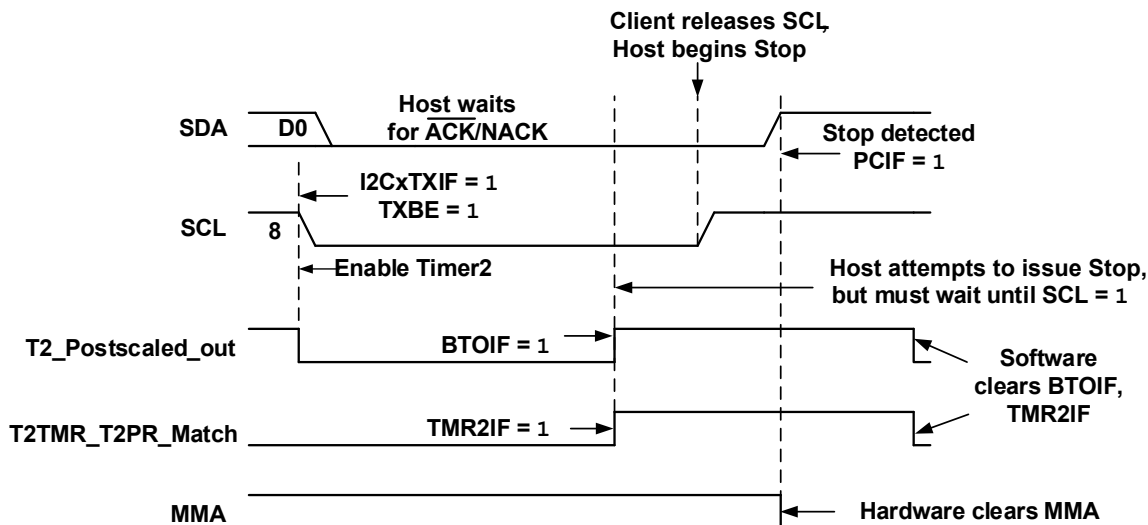 Client releases SCL,
Host begins Stop
SDA
D0
Host waits
for ACK/NACK
Stop detected
PCIF = 1
I2CxTXIF = 1
TXBE = 1
SCL
8
Enable Timer2
Host attempts to issue Stop,
but must wait until SCL = 1
T2_Postscaled_out
BTOIF = 1
Software
clears BTOIF,
TMR2IF
T2TMR_T2PR_Match
TMR2IF = 1
MMA
Hardware clears MMA